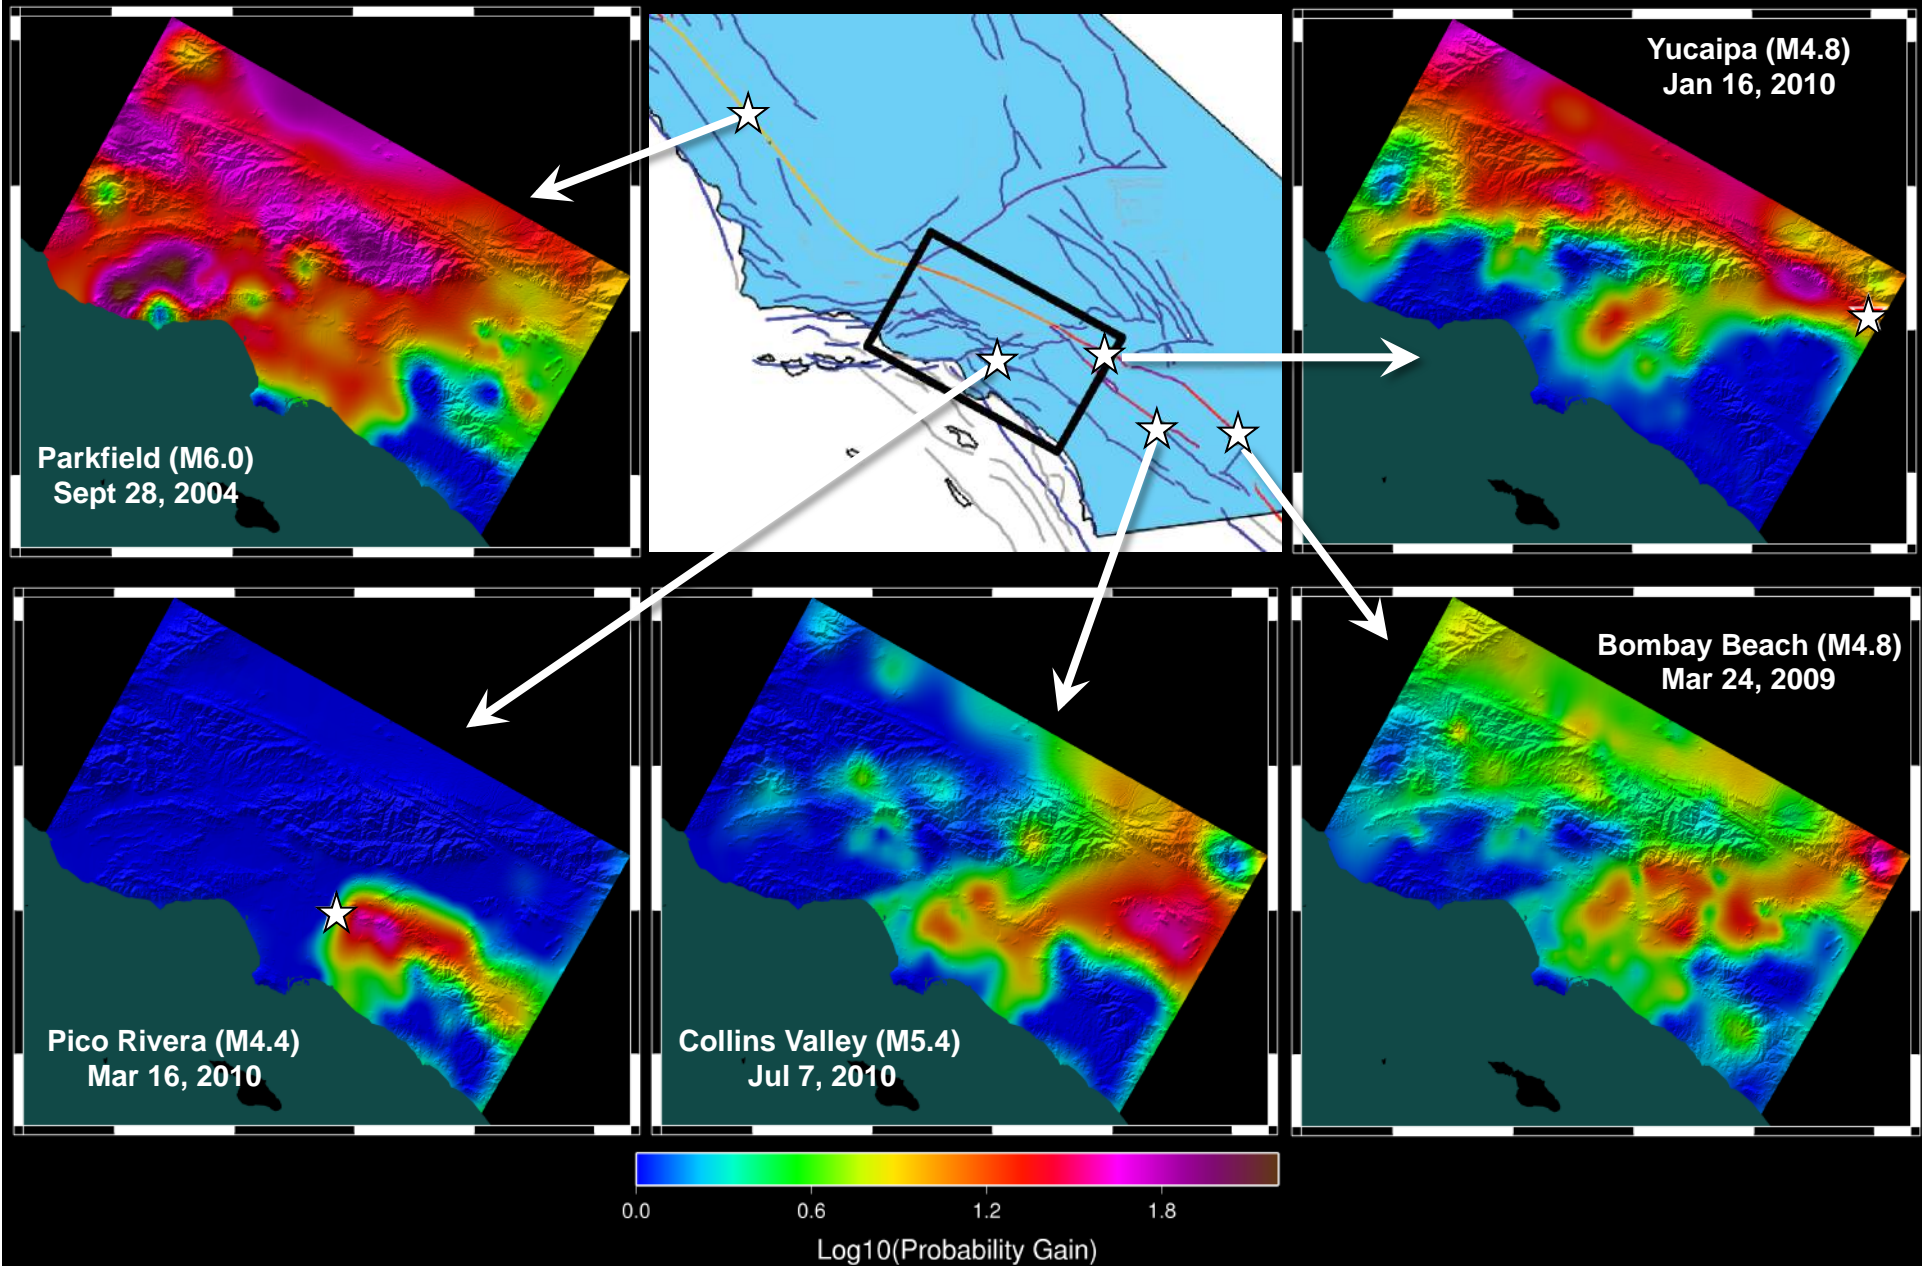 Parkfield (M6.0)
Sept 28, 2004
Yucaipa (M4.8)
Jan 16, 2010
Pico Rivera (M4.4)
Mar 16, 2010
Collins Valley (M5.4)
Jul 7, 2010
Bombay Beach (M4.8)
Mar 24, 2009
0.0 0.6 1.2 1.8
Log10(Probability Gain)